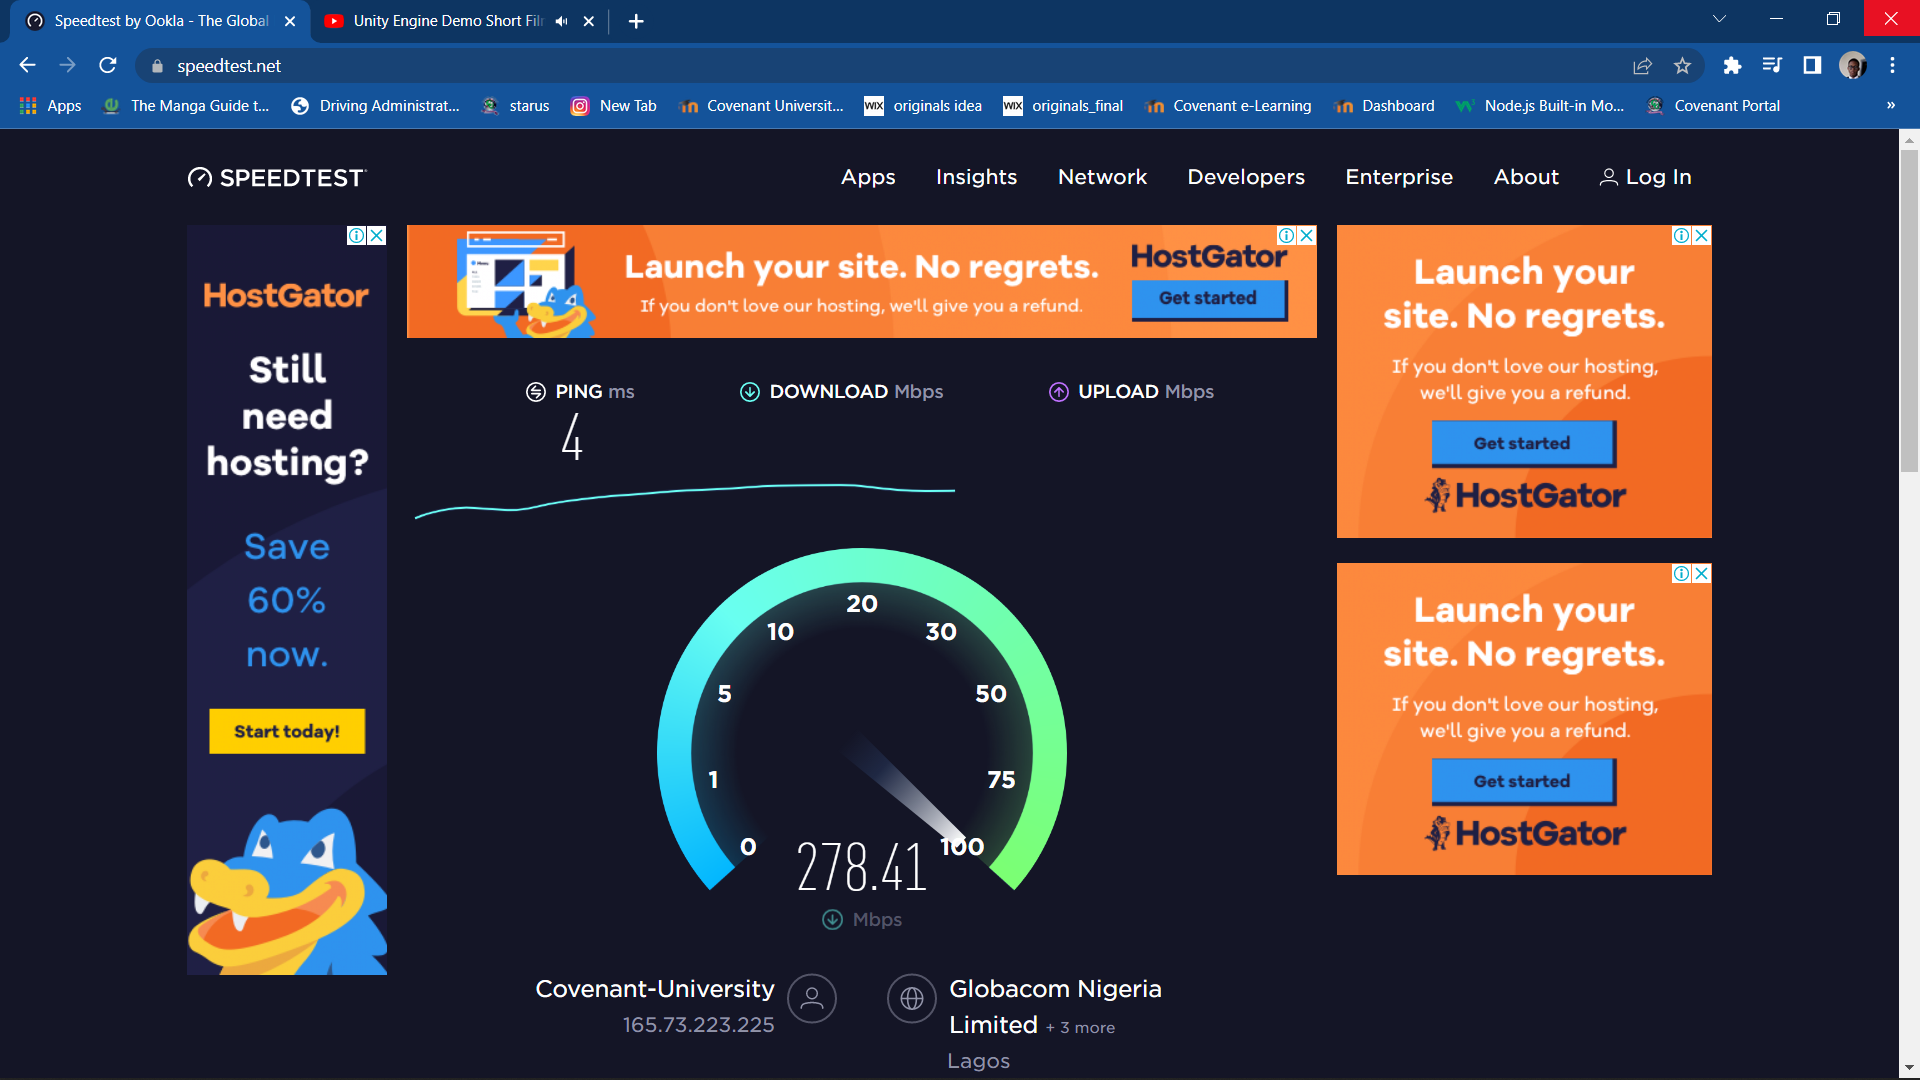 Speedtest by Ookla - The Global
Unity Engine Demo Short Fil
speedtest.net
Apps
The Manga Guide t...
Driving Administrat...
starus
New Tab
Covenant Universit...
WIX
originals idea
WIX
originals_final
Covenant e-Learning
Dashboard
Node.js Built-in Mo...
Covenant Portal
»
SPEEDTEST
Apps
Insights
Network
Developers
Enterprise
About
Log In
HostGator
Still
need
hosting?
Save
60%
now.
Start today!
Launch your site. No regrets.
If you don't love our hosting, we'll give you a refund.
HostGator
Get started
Launch your
site. No regrets.
If you don't love our hosting,
we'll give you a refund.
Get started
HostGator
PING ms
4
DOWNLOAD Mbps
UPLOAD Mbps
0
1
5
10
20
30
50
75
100
278.41
Mbps
Launch your
site. No regrets.
If you don't love our hosting,
we'll give you a refund.
Get started
HostGator
Covenant-University
165.73.223.225
Globacom Nigeria
Limited + 3 more
Lagos